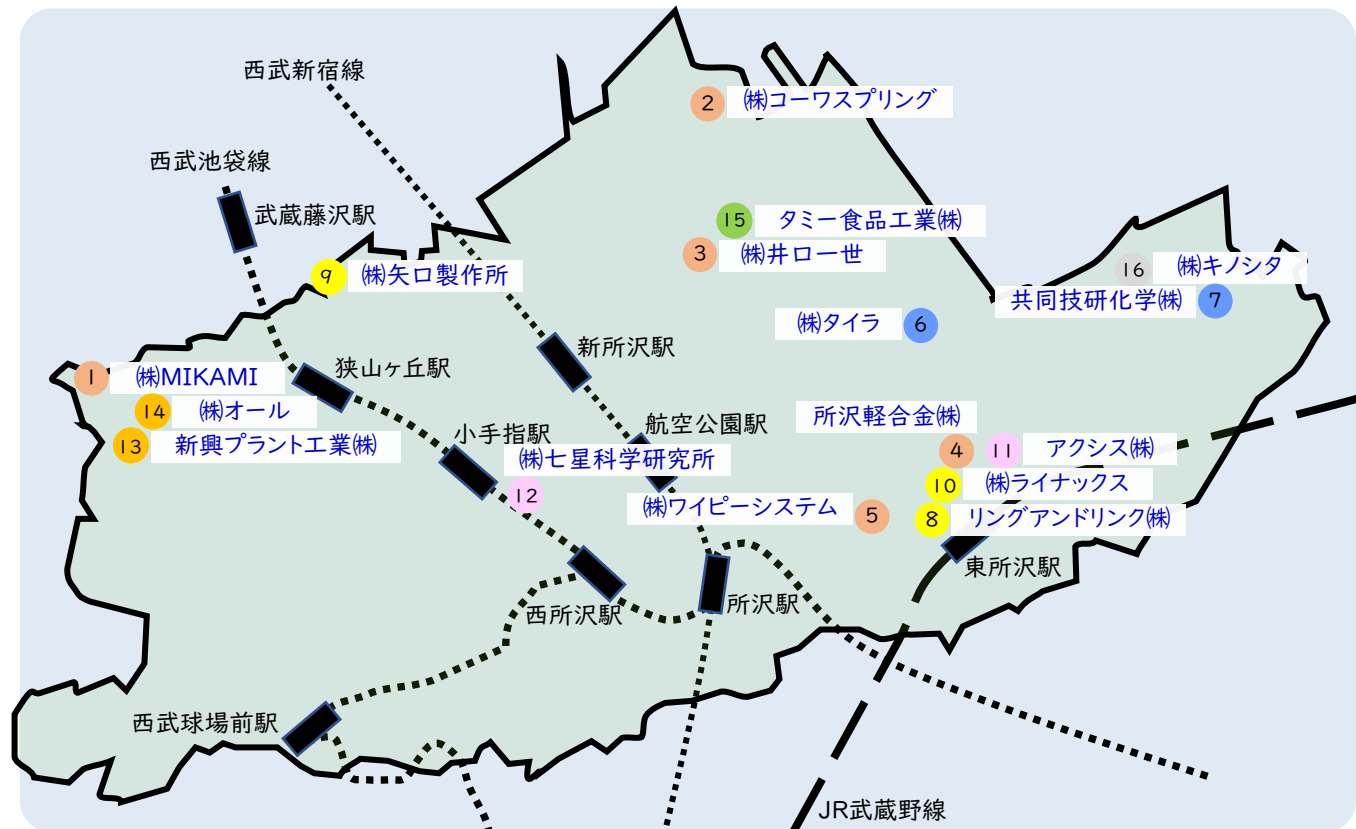 西武新宿線
2 ㈱コーワスプリング
西武池袋線
武蔵藤沢駅
15 タミー食品工業㈱
3 ㈱井口一世
9 ㈱矢口製作所
16 ㈱キノシタ
共同技研化学㈱ 7
㈱タイラ 6
新所沢駅
狭山ヶ丘駅
1 ㈱MIKAMI
14 ㈱オール
13 新興プラント工業㈱
所沢軽合金㈱
4
11 アクシス㈱
航空公園駅
小手指駅
㈱七星科学研究所
12
10 ㈱ライナックス
㈱ワイピーシステム 5
8 リングアンドリンク㈱
東所沢駅
西所沢駅
所沢駅
西武球場前駅
JR武蔵野線